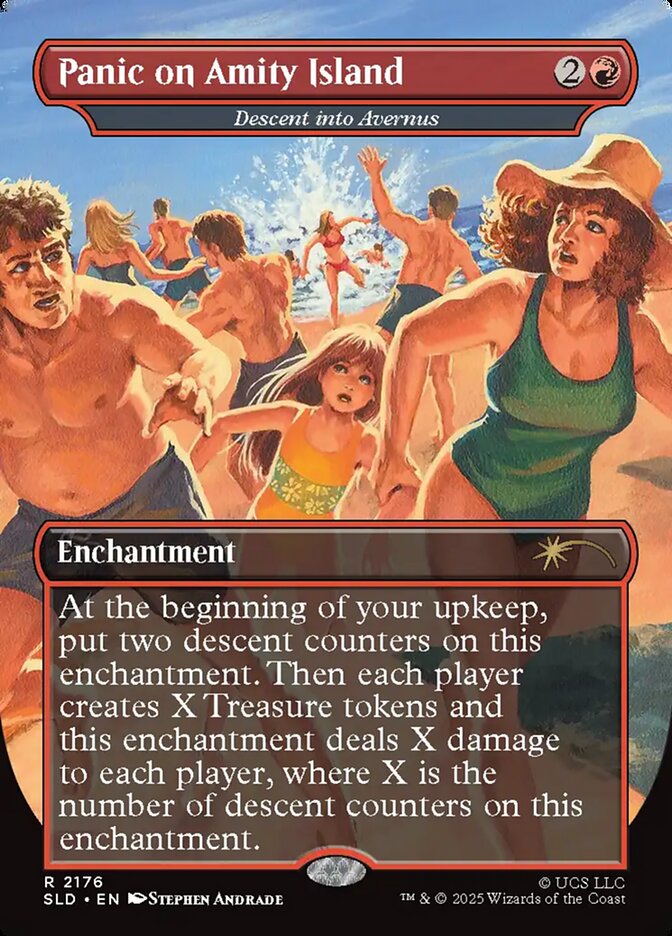 Panic on Amity Island 2
Descent into Avernus
Enchantment
At the beginning of your upkeep,
put two descent counters on this
enchantment. Then each player
creates X Treasure tokens and
this enchantment deals X damage
to each player, where X is the
number of descent counters on this
enchantment.
R 2176 © UCS LLC
SLD • EN Stephen Andrade ™ & © 2025 Wizards of the Coast